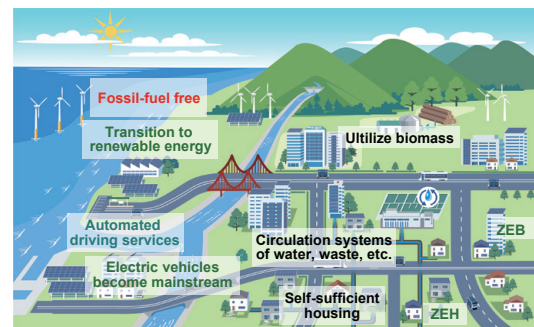 Fossil-fuel free
Transition to
renewable energy
Ultilize biomass
Automated
driving services
Circulation systems
of water, waste, etc.
ZEB
Electric vehicles
become mainstream
Self-sufficient
housing
ZEH